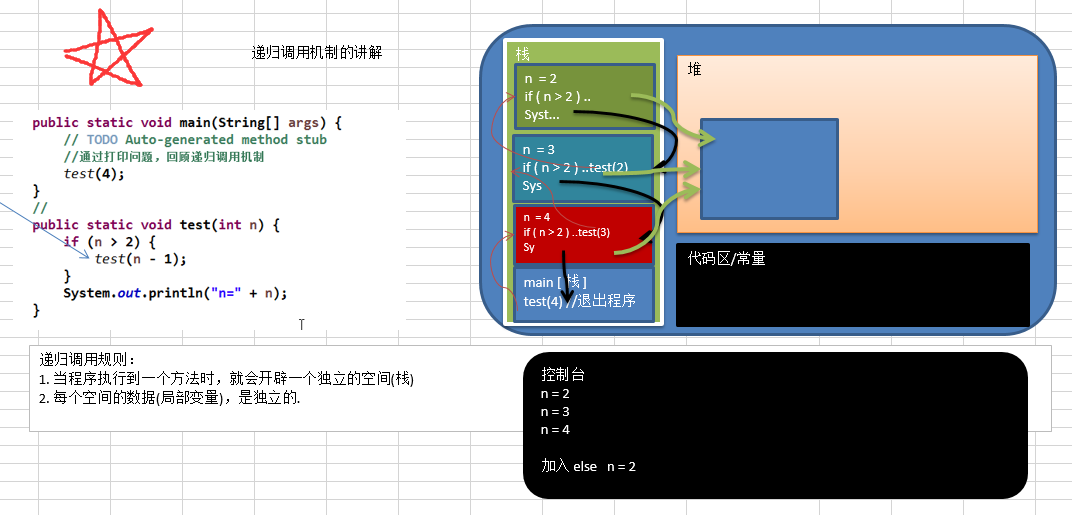 递归调用机制的讲解
public static void main(String[] args) {
// TODO Auto-generated method stub
//通过打印问题，回顾递归调用机制
test(4);
}
//
public static void test(int n) {
if (n > 2) {
test(n - 1);
}
System.out.println("n=" + n);
}
栈
n = 2
if ( n > 2 ) ..
Syst...
n = 3
if ( n > 2 ) ..test(2)
Sys
n = 4
if ( n > 2 ) ..test(3)
Sy
main [ 栈 ]
test(4) //退出程序
堆
代码区/常量
递归调用规则：
1. 当程序执行到一个方法时，就会开辟一个独立的空间(栈)
2. 每个空间的数据(局部变量)，是独立的.
控制台
n = 2
n = 3
n = 4
加入 else n = 2